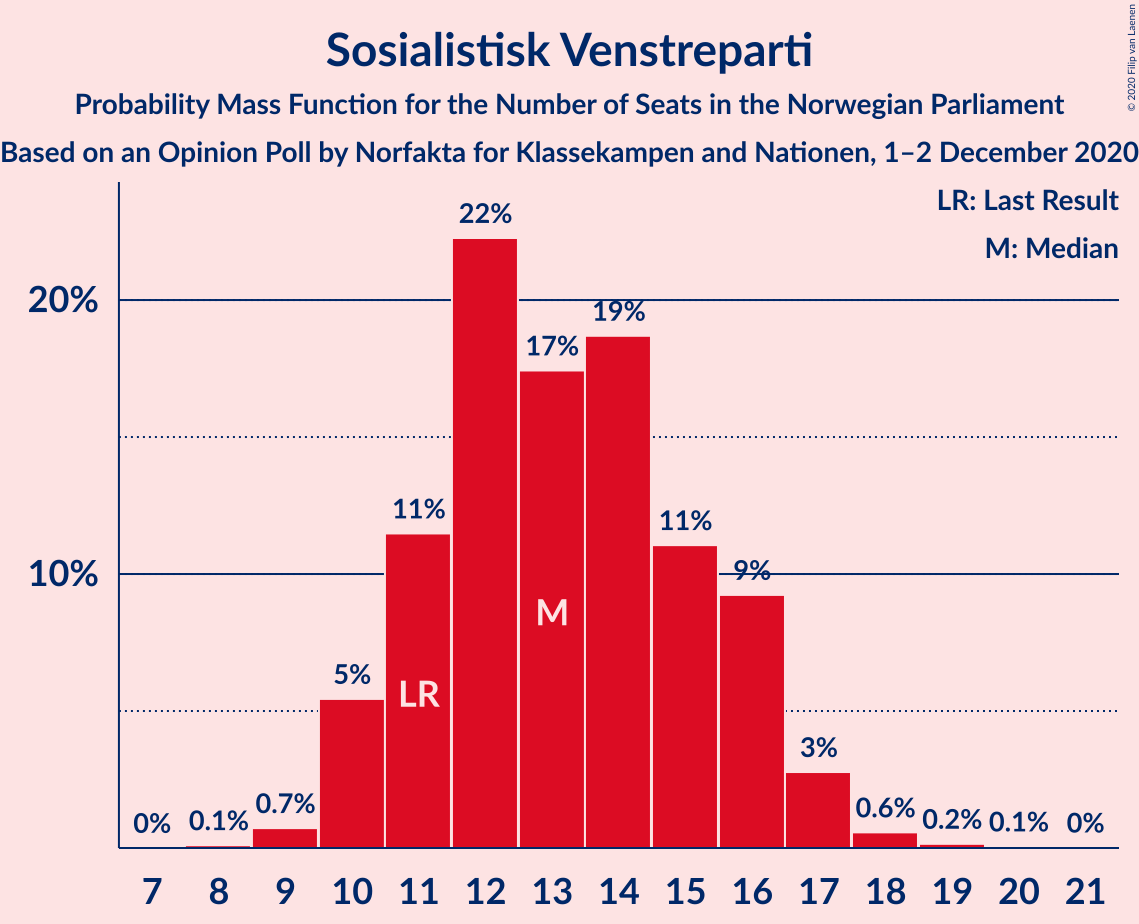 Sosialistisk Venstreparti
Probability Mass Function for the Number of Seats in the Norwegian Parliament
Based on an Opinion Poll by Norfakta for Klassekampen and Nationen, 1–2 December 2020
© 2020 Filip van Laenen
LR: Last Result
M: Median
20%
10%
0%
0.1%
0.7%
5%
11%
22%
17%
19%
11%
9%
3%
0.6%
0.2%
0.1%
0%
LR
M
7 8 9 10 11 12 13 14 15 16 17 18 19 20 21